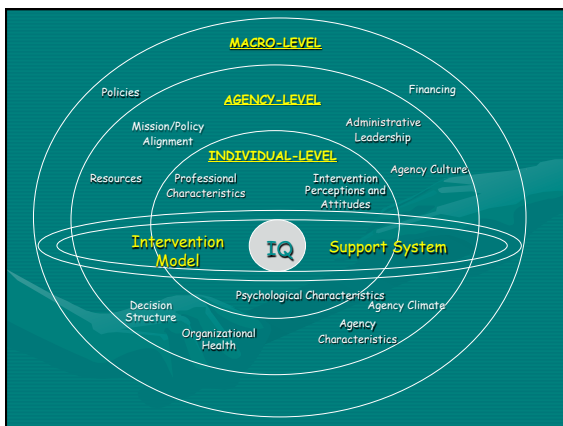 MACRO-LEVEL
Policies
Financing
AGENCY-LEVEL
Mission/Policy
Alignment
Administrative
Leadership
INDIVIDUAL-LEVEL
Resources
Professional
Characteristics
Intervention
Perceptions and
Attitudes
Agency Culture
Intervention
Model
IQ
Support System
Psychological Characteristics
Decision
Structure
Agency Climate
Organizational
Health
Agency
Characteristics